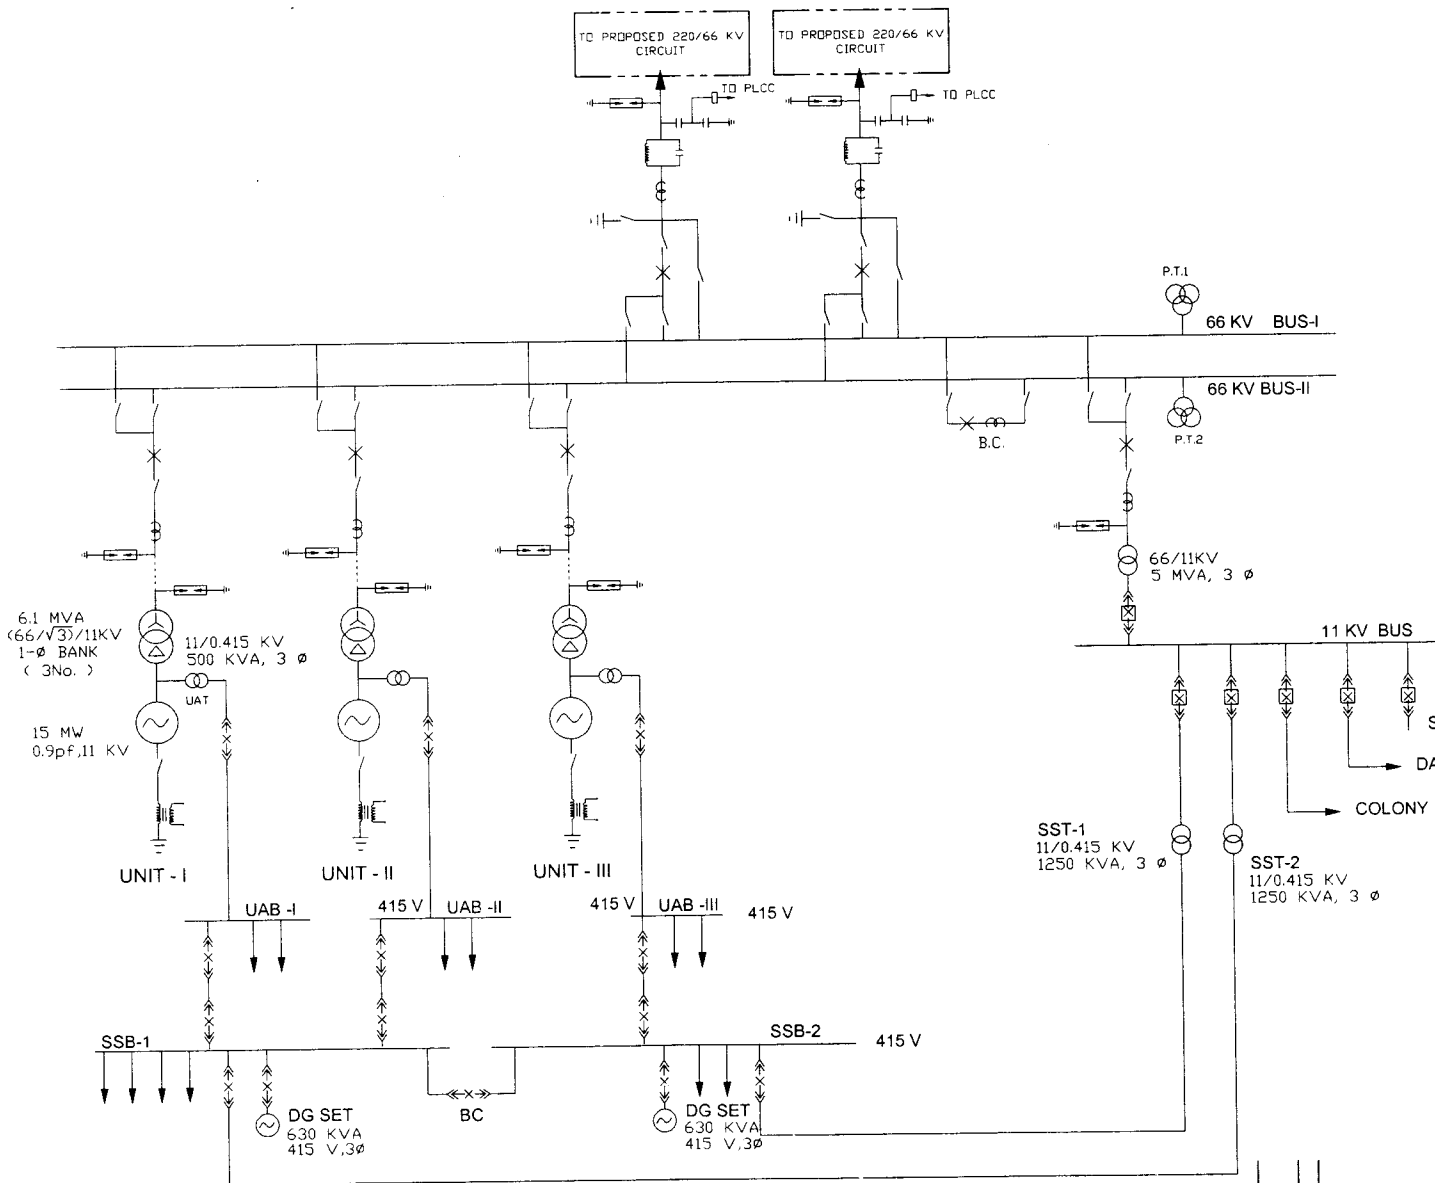 TO PROPOSED 220/66 KV
CIRCUIT
TO PROPOSED 220/66 KV
CIRCUIT
TO PLCC
TO PLCC
P.T.1
66 KV BUS-I
66 KV BUS-II
P.T.2
B.C.
66/11KV
5 MVA, 3 ø
6.1 MVA
(66/√3)/11KV
1-ø BANK
( 3No. )
11/0.415 KV
500 KVA, 3 ø
UAT
15 MW
0.9pf,11 KV
11 KV BUS
S
DA
COLONY
SST-1
11/0.415 KV
1250 KVA, 3 ø
SST-2
11/0.415 KV
1250 KVA, 3 ø
UNIT - I
UNIT - II
UNIT - III
UAB -I
415 V
UAB -II
415 V
UAB -III
415 V
SSB-1
SSB-2
415 V
BC
DG SET
630 KVA
415 V,3ø
DG SET
630 KVA
415 V,3ø